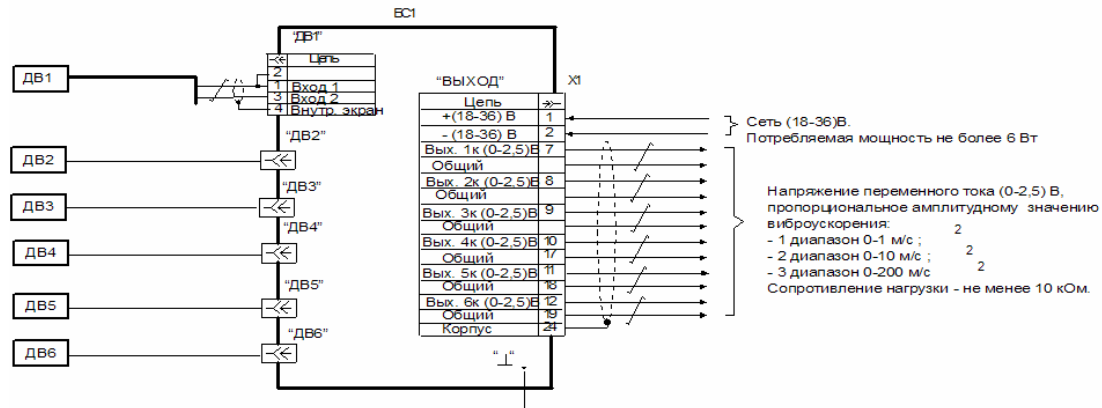 БС1
"ДВ1"
Цепь
2
1 Вход 1
3 Вход 2
4 Внутр. экран
ДВ1
"ДВ2"
ДВ2
"ДВ3"
ДВ3
"ДВ4"
ДВ4
"ДВ5"
ДВ5
"ДВ6"
ДВ6
"ВЫХОД" X1
Цепь
+(18-36) В 1
- (18-36) В 2
Вых. 1к (0-2,5)В 7
Общий
Вых. 2к (0-2,5)В 8
Общий
Вых. 3к (0-2,5)В 9
Общий
Вых. 4к (0-2,5)В 10
Общий 17
Вых. 5к (0-2,5)В 11
Общий 18
Вых. 6к (0-2,5)В 12
Общий 19
Корпус 24
"⊥"
Сеть (18-36)В.
Потребляемая мощность не более 6 Вт
Напряжение переменного тока (0-2,5) В,
пропорциональное амплитудному значению
виброускорения:
- 1 диапазон 0-1 м/с ; 2
- 2 диапазон 0-10 м/с ; 2
- 3 диапазон 0-200 м/с 2
Сопротивление нагрузки - не менее 10 кОм.